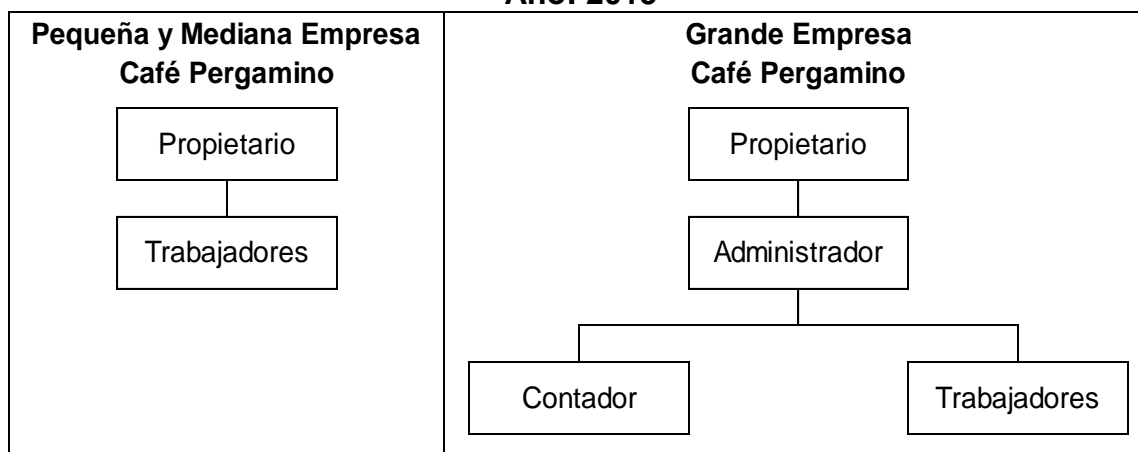 Pequeña y Mediana Empresa
Café Pergamino
Propietario
Trabajadores
Grande Empresa
Café Pergamino
Propietario
Administrador
Contador
Trabajadores